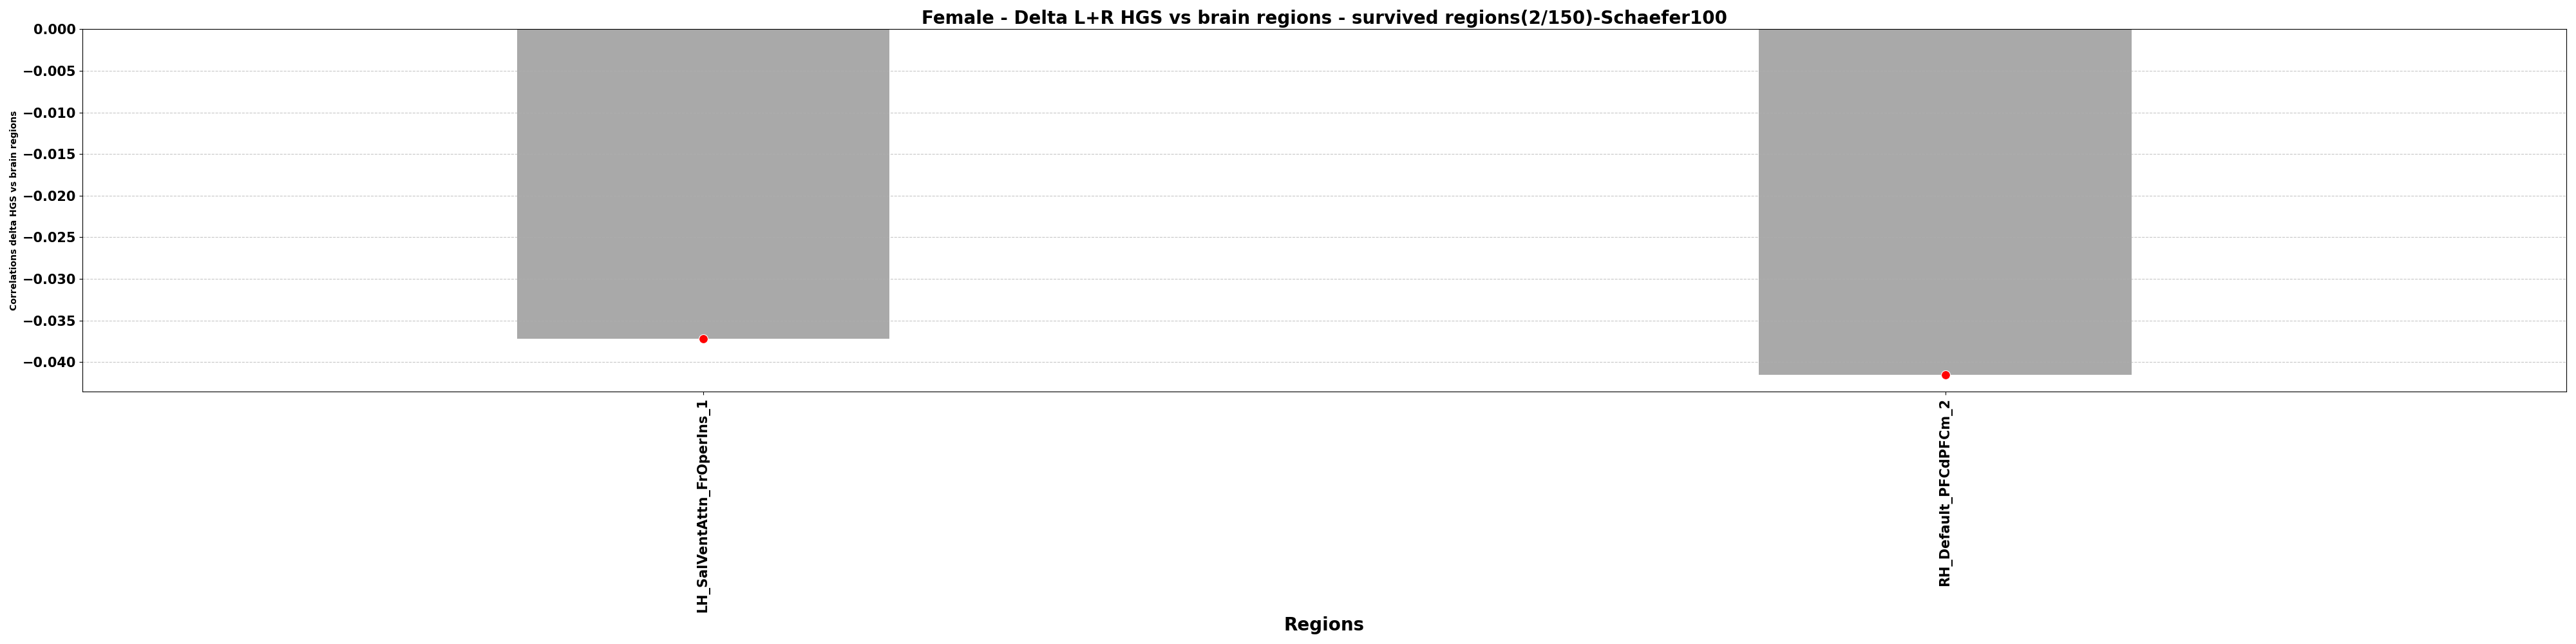 Female - Delta L+R HGS vs brain regions - survived regions(2/150)-Schaefer100
Correlations delta HGS vs brain regions
0.000
−0.005
−0.010
−0.015
−0.020
−0.025
−0.030
−0.035
−0.040
LH_SalVentAttn_FrOperIns_1
RH_Default_PFCdPFCm_2
Regions